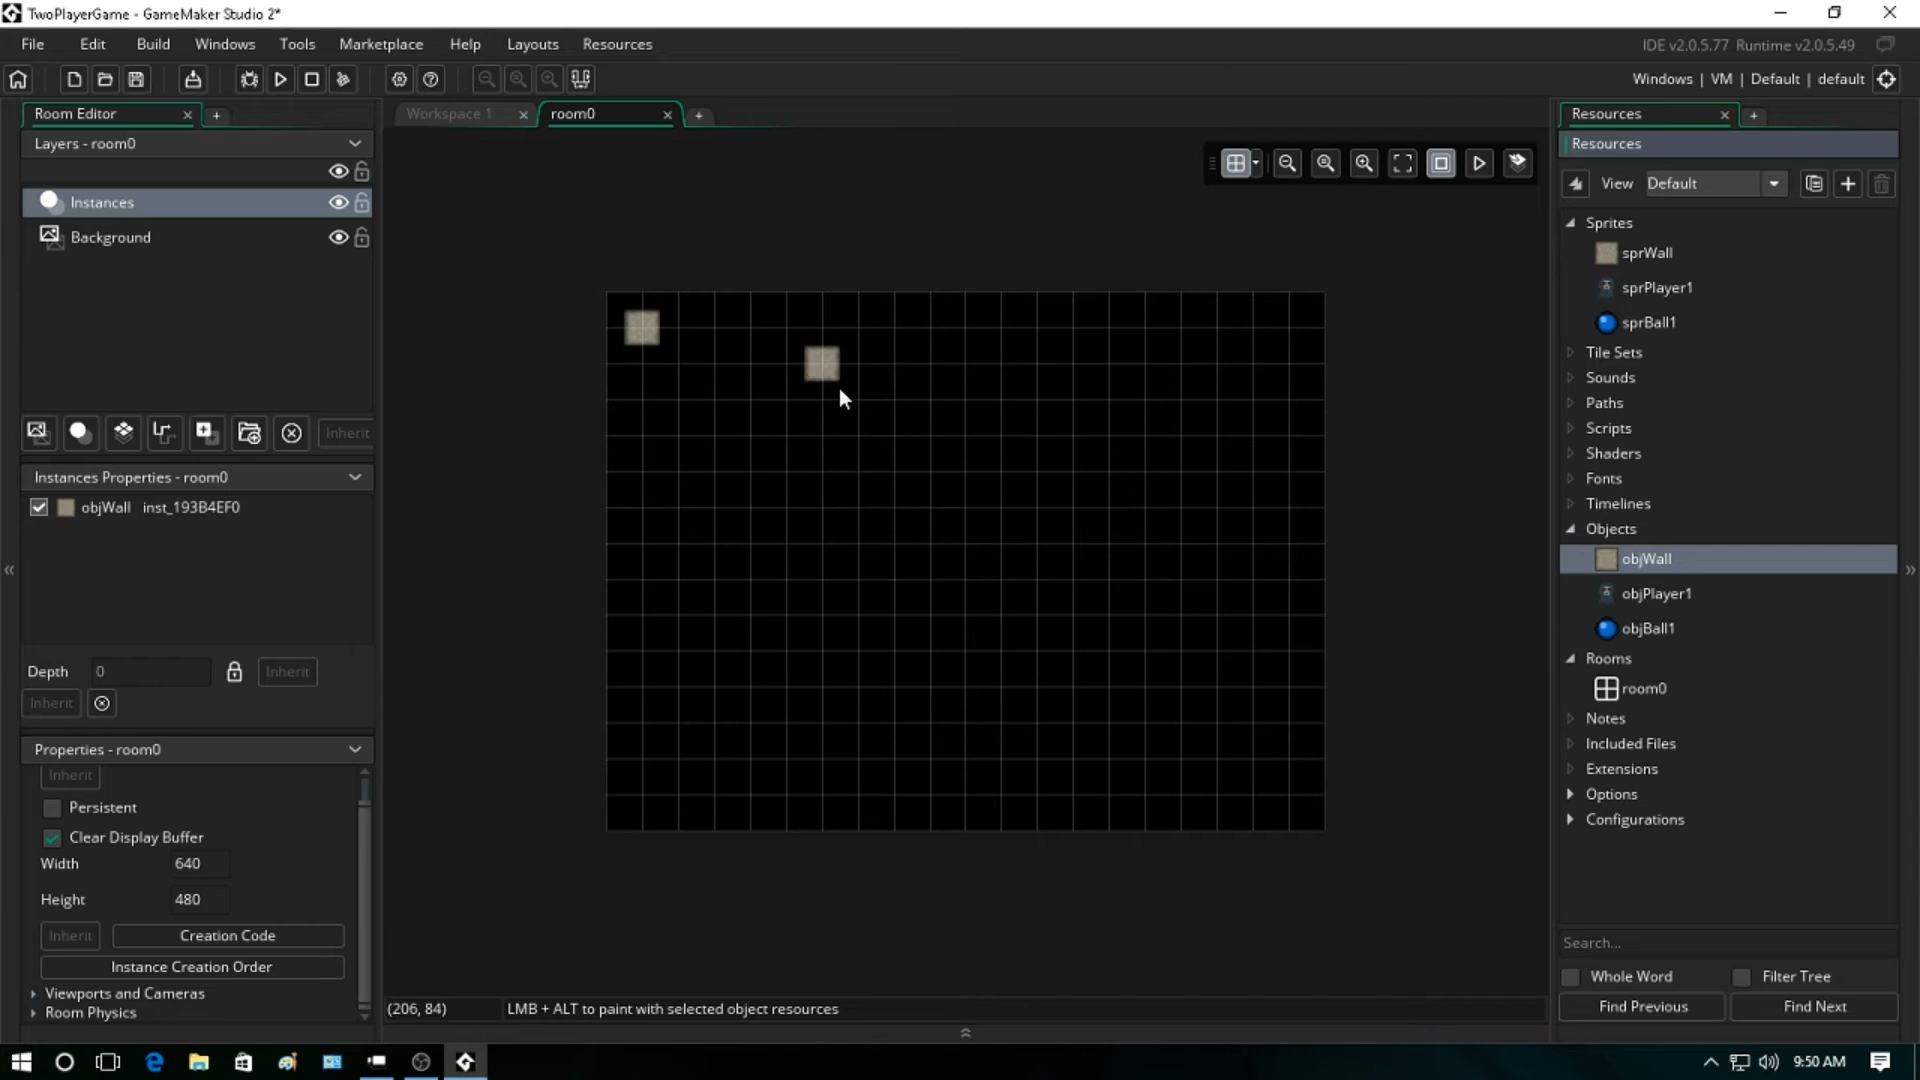 TwoPlayerGame - GameMaker Studio 2*
File Edit Build Windows Tools Marketplace Help Layouts Resources
IDE v2.0.5.77 Runtime v2.0.5.49
Windows | VM | Default | default
Room Editor
Workspace 1
room0
Resources
Layers - room0
Resources
View Default
Instances
Background
Sprites
sprWall
sprPlayer1
sprBall1
Tile Sets
Sounds
Paths
Scripts
Shaders
Fonts
Timelines
Objects
objWall
objPlayer1
objBall1
Rooms
room0
Notes
Included Files
Extensions
Options
Configurations
Inherit
Instances Properties - room0
objWall inst_193B4EF0
Depth 0 Inherit
Inherit
Properties - room0
Inherit
Persistent
Clear Display Buffer
Width 640
Height 480
Inherit Creation Code
Instance Creation Order
Viewports and Cameras
Room Physics
(206, 84) LMB + ALT to paint with selected object resources
Search...
Whole Word Filter Tree
Find Previous Find Next
9:50 AM